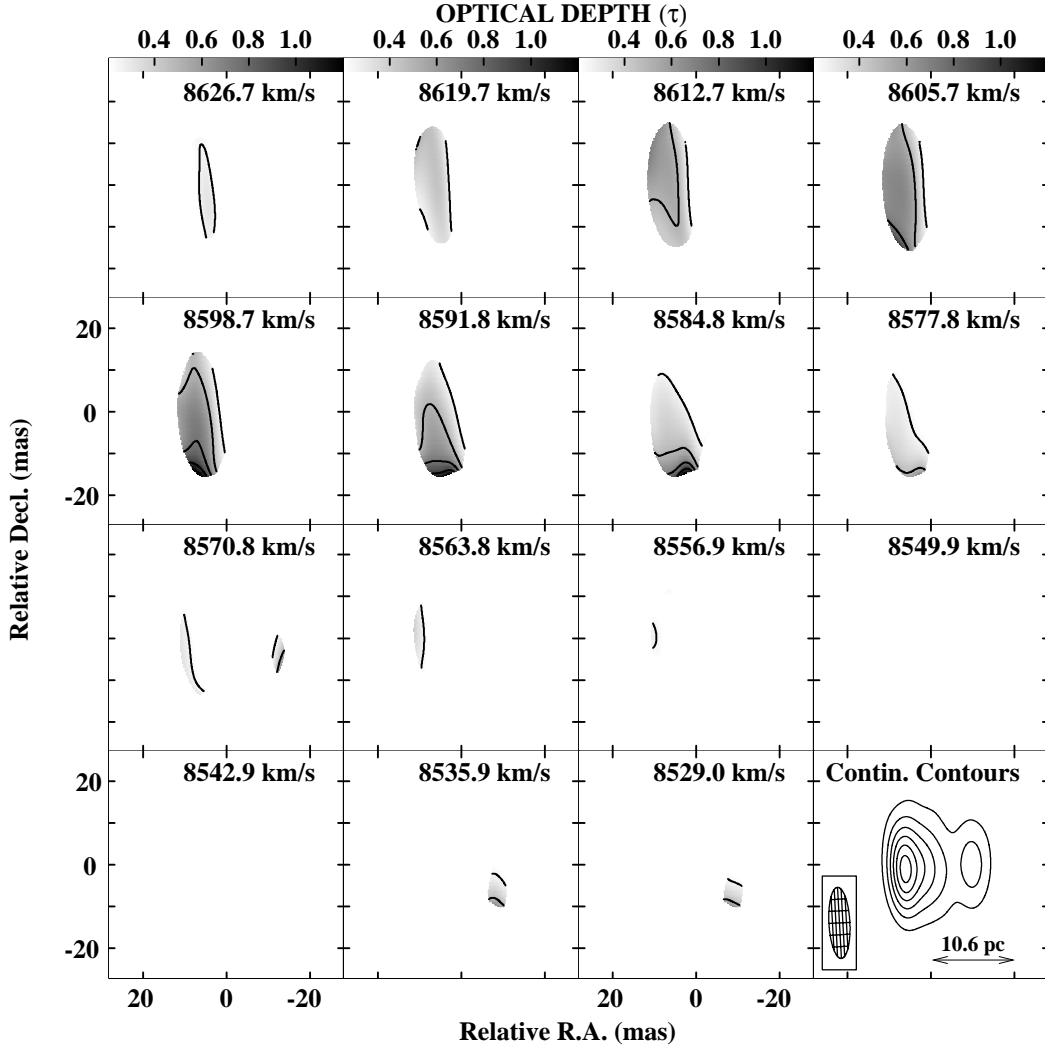 OPTICAL DEPTH (τ)
0.4 0.6 0.8 1.0 0.4 0.6 0.8 1.0 0.4 0.6 0.8 1.0 0.4 0.6 0.8 1.0
8626.7 km/s 8619.7 km/s 8612.7 km/s 8605.7 km/s
8598.7 km/s 8591.8 km/s 8584.8 km/s 8577.8 km/s
20
0
-20
8570.8 km/s 8563.8 km/s 8556.9 km/s 8549.9 km/s
Relative Decl. (mas)
8542.9 km/s 8535.9 km/s 8529.0 km/s Contin. Contours
20
0
-20
10.6 pc
20 0 -20 20 0 -20
Relative R.A. (mas)